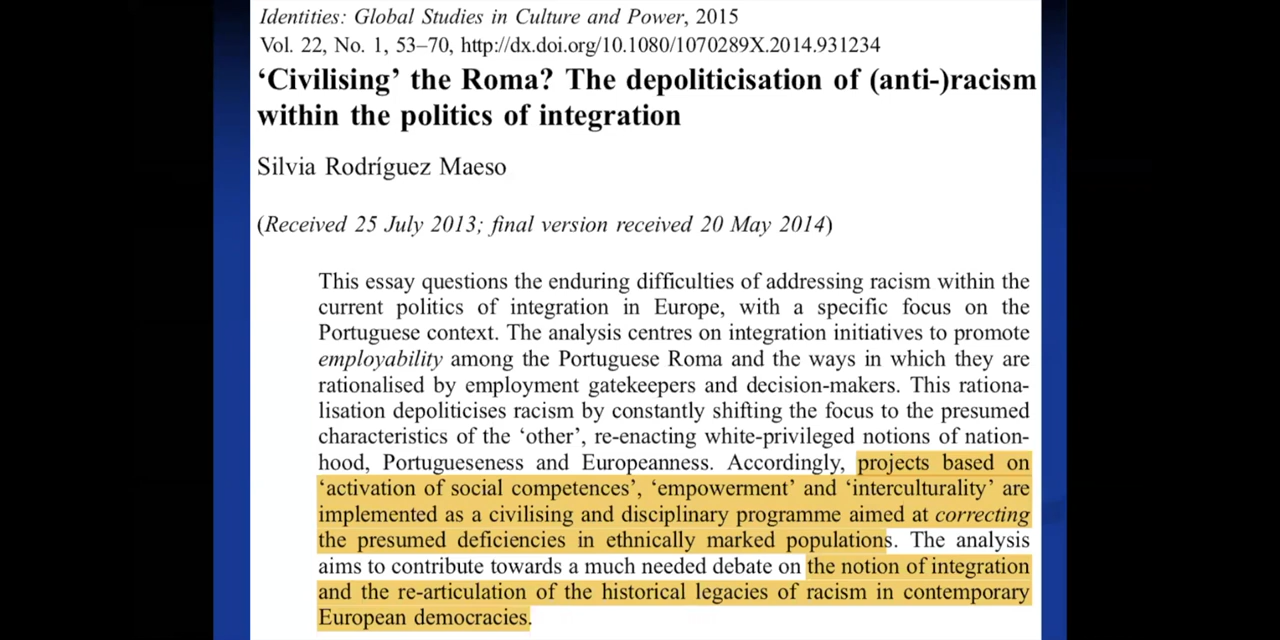 Identities: Global Studies in Culture and Power, 2015
Vol. 22, No. 1, 53–70, http://dx.doi.org/10.1080/1070289X.2014.931234
‘Civilising’ the Roma? The depoliticisation of (anti-)racism
within the politics of integration
Silvia Rodríguez Maeso
(Received 25 July 2013; final version received 20 May 2014)
This essay questions the enduring difficulties of addressing racism within the
current politics of integration in Europe, with a specific focus on the
Portuguese context. The analysis centres on integration initiatives to promote
employability among the Portuguese Roma and the ways in which they are
rationalised by employment gatekeepers and decision-makers. This rationa-
lisation depoliticises racism by constantly shifting the focus to the presumed
characteristics of the ‘other’, re-enacting white-privileged notions of nation-
hood, Portugueseness and Europeanness. Accordingly, projects based on
‘activation of social competences’, ‘empowerment’ and ‘interculturality’ are
implemented as a civilising and disciplinary programme aimed at correcting
the presumed deficiencies in ethnically marked populations. The analysis
aims to contribute towards a much needed debate on the notion of integration
and the re-articulation of the historical legacies of racism in contemporary
European democracies.